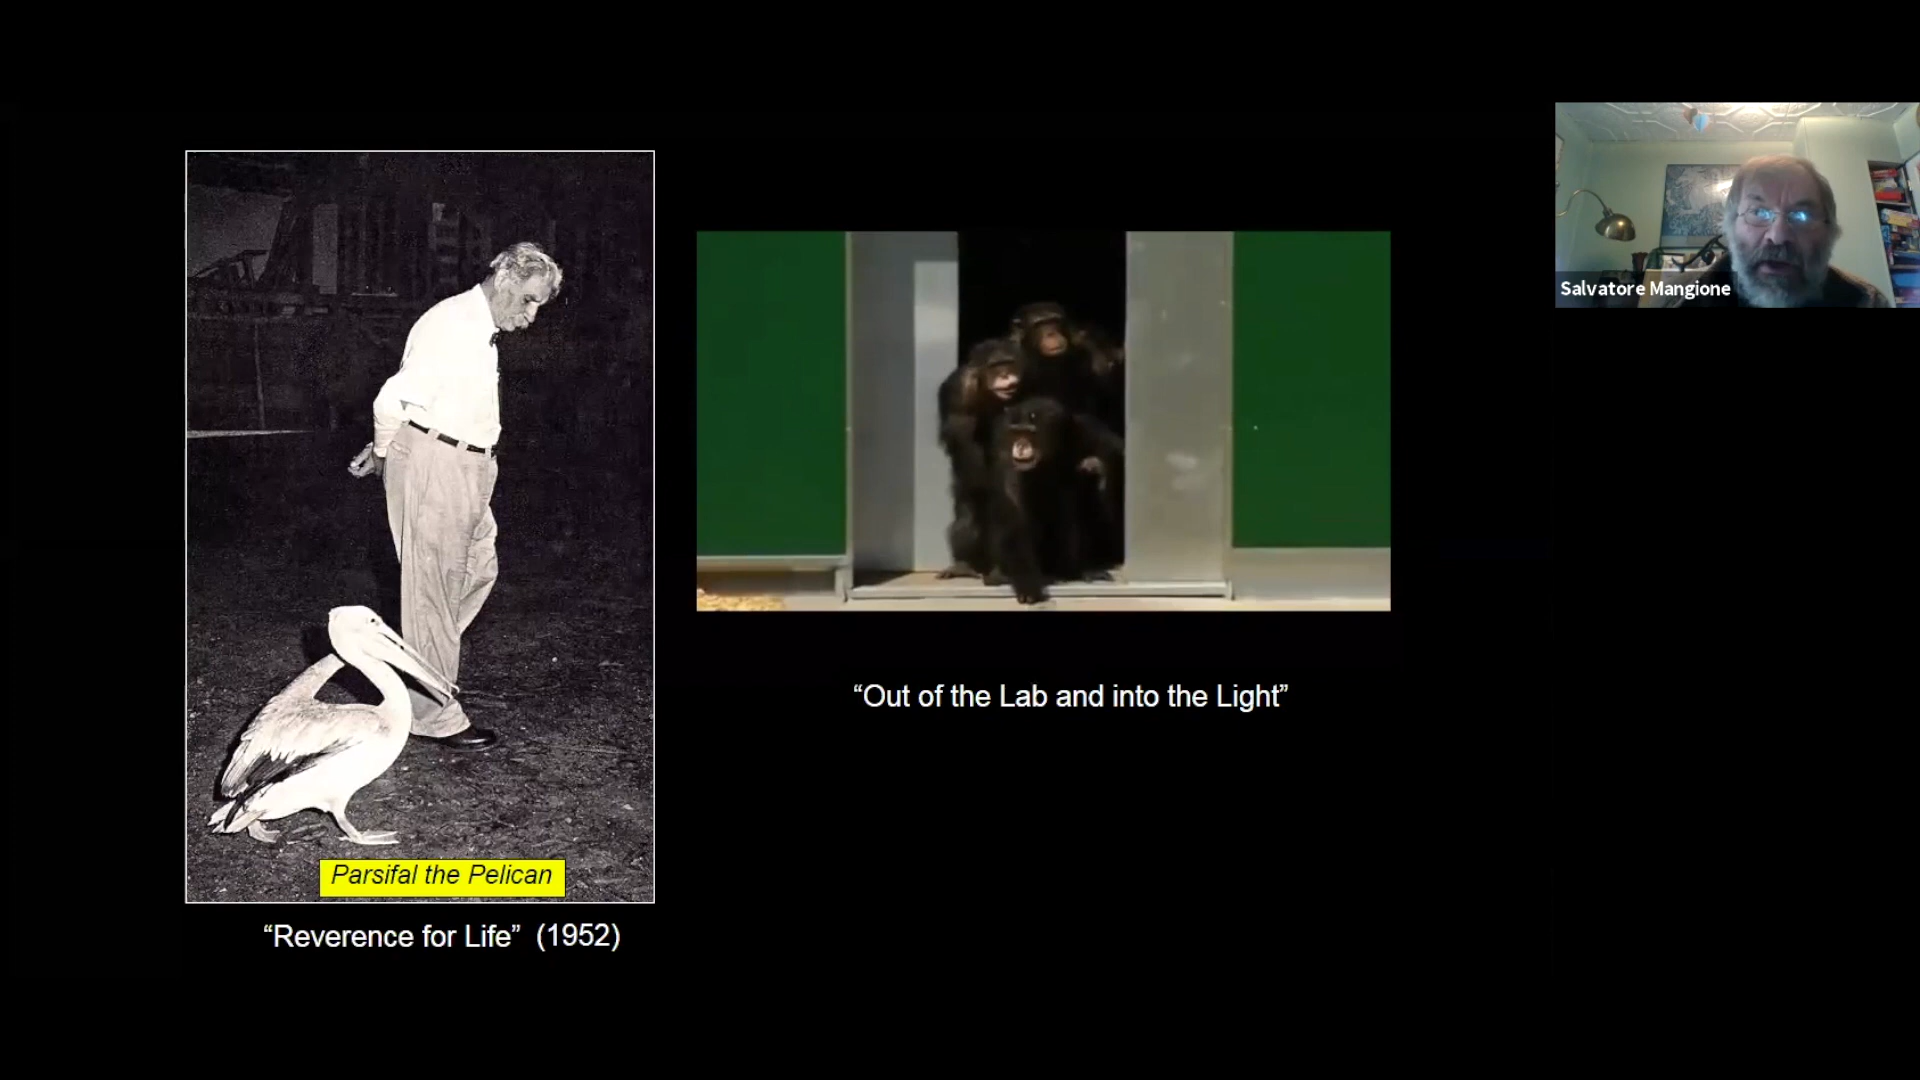 Salvatore Mangione
“Out of the Lab and into the Light”
Parsifal the Pelican
“Reverence for Life” (1952)